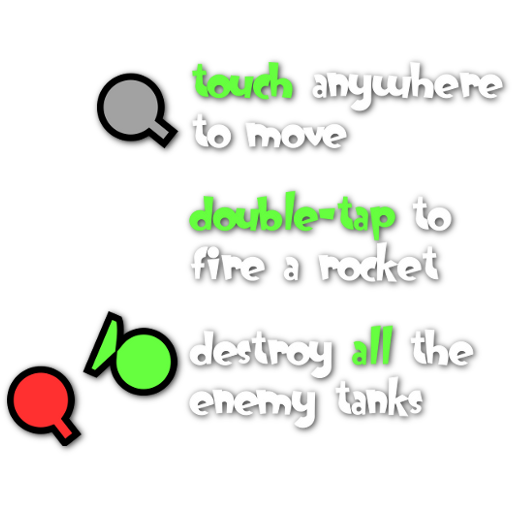 touch anywhere
to move
double-tap to
fire a rocket
destroy all the
enemy tanks